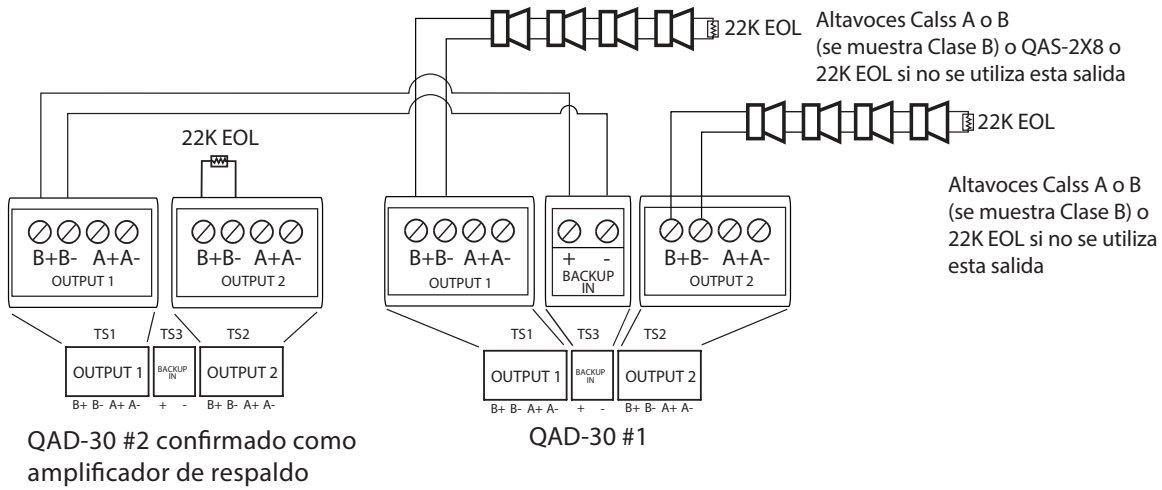 22K EOL
Altavoces Calss A o B
(se muestra Clase B) o QAS-2X8 o
22K EOL si no se utiliza esta salida
22K EOL
22K EOL
Altavoces Calss A o B
(se muestra Clase B) o
22K EOL si no se utiliza
esta salida
B+B- A+A-
OUTPUT 1
B+B- A+A-
OUTPUT 2
B+B- A+A-
OUTPUT 1
+ -
BACKUP
IN
B+B- A+A-
OUTPUT 2
TS1 TS3 TS2
OUTPUT 1
BACKUP
IN
OUTPUT 2
B+ B- A+ A- + - B+ B- A+ A-
TS1 TS3 TS2
OUTPUT 1
BACKUP
IN
OUTPUT 2
B+ B- A+ A- + - B+ B- A+ A-
QAD-30 #2 confirmado como
amplificador de respaldo
QAD-30 #1